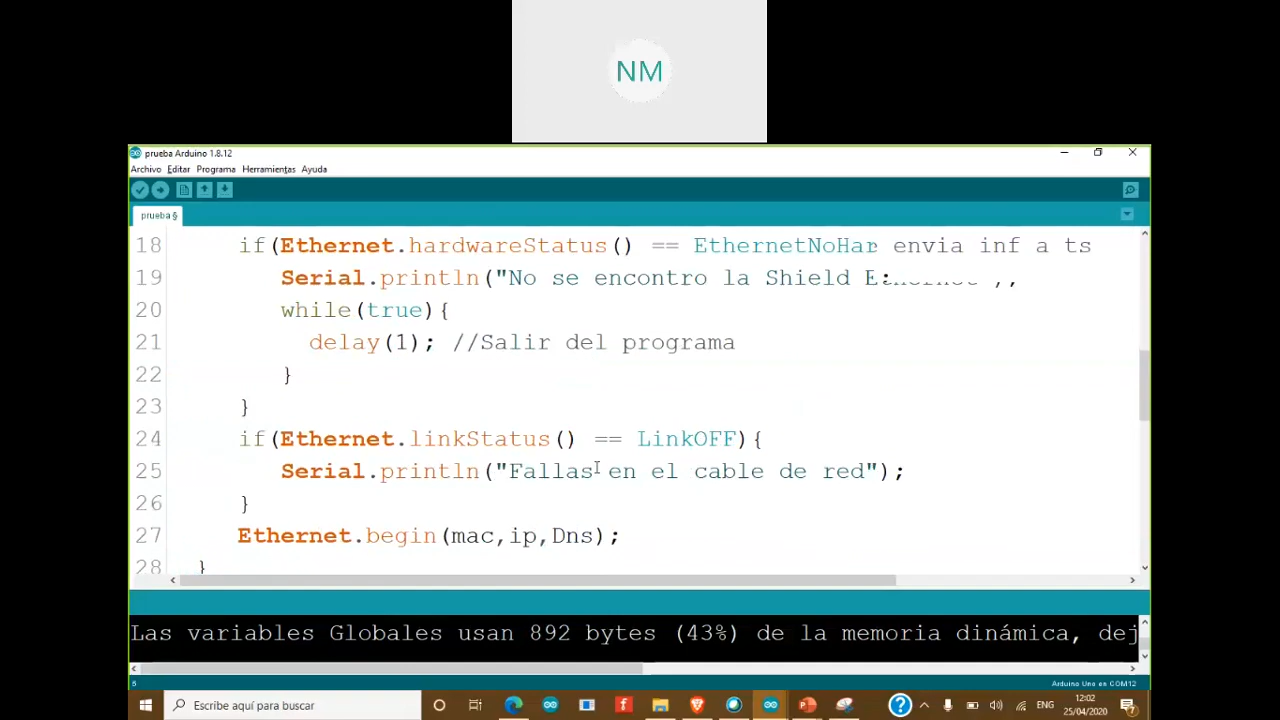 NM
prueba Arduino 1.8.12
Archivo Editar Programa Herramientas Ayuda
prueba §
18 if(Ethernet.hardwareStatus() == EthernetNoHar envia inf a ts
19 Serial.println("No se encontro la Shield E
20 while(true){
21 delay(1); //Salir del programa
22 }
23 }
24 if(Ethernet.linkStatus() == LinkOFF){
25 Serial.println("Fallas en el cable de red");
26 }
27 Ethernet.begin(mac,ip,Dns);
28 }
Las variables Globales usan 892 bytes (43%) de la memoria dinámica, dej
6 Arduino Uno en COM12
Escribe aquí para buscar
ENG
12:02
25/04/2020